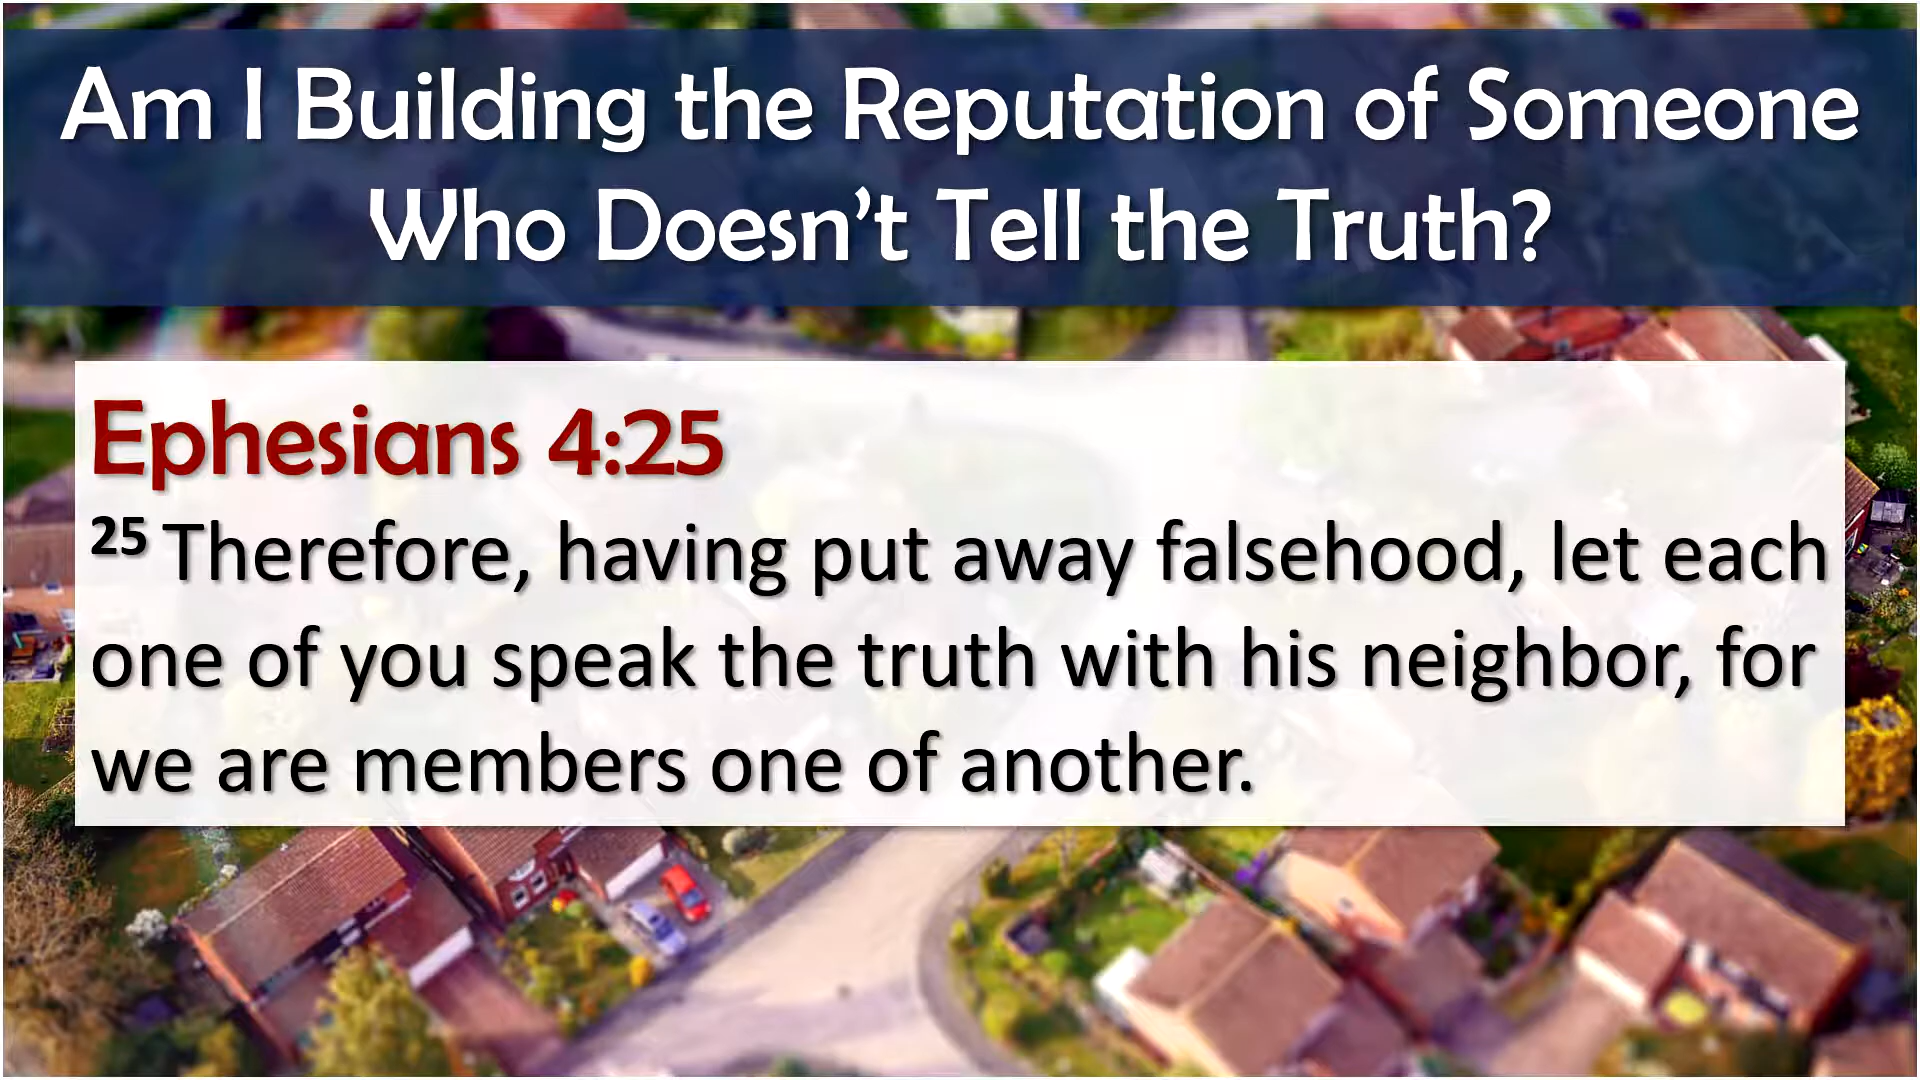 Am I Building the Reputation of Someone
Who Doesn’t Tell the Truth?
Ephesians 4:25
25 Therefore, having put away falsehood, let each
one of you speak the truth with his neighbor, for
we are members one of another.